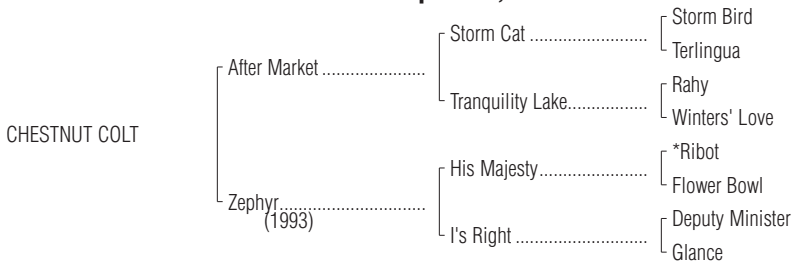 Storm Bird
Storm Cat ..........................
Terlingua
After Market ......................
Rahy
Tranquility Lake.................
Winters' Love
CHESTNUT COLT
*Ribot
His Majesty.......................
Flower Bowl
Zephyr...............................
(1993)
Deputy Minister
I's Right ............................
Glance